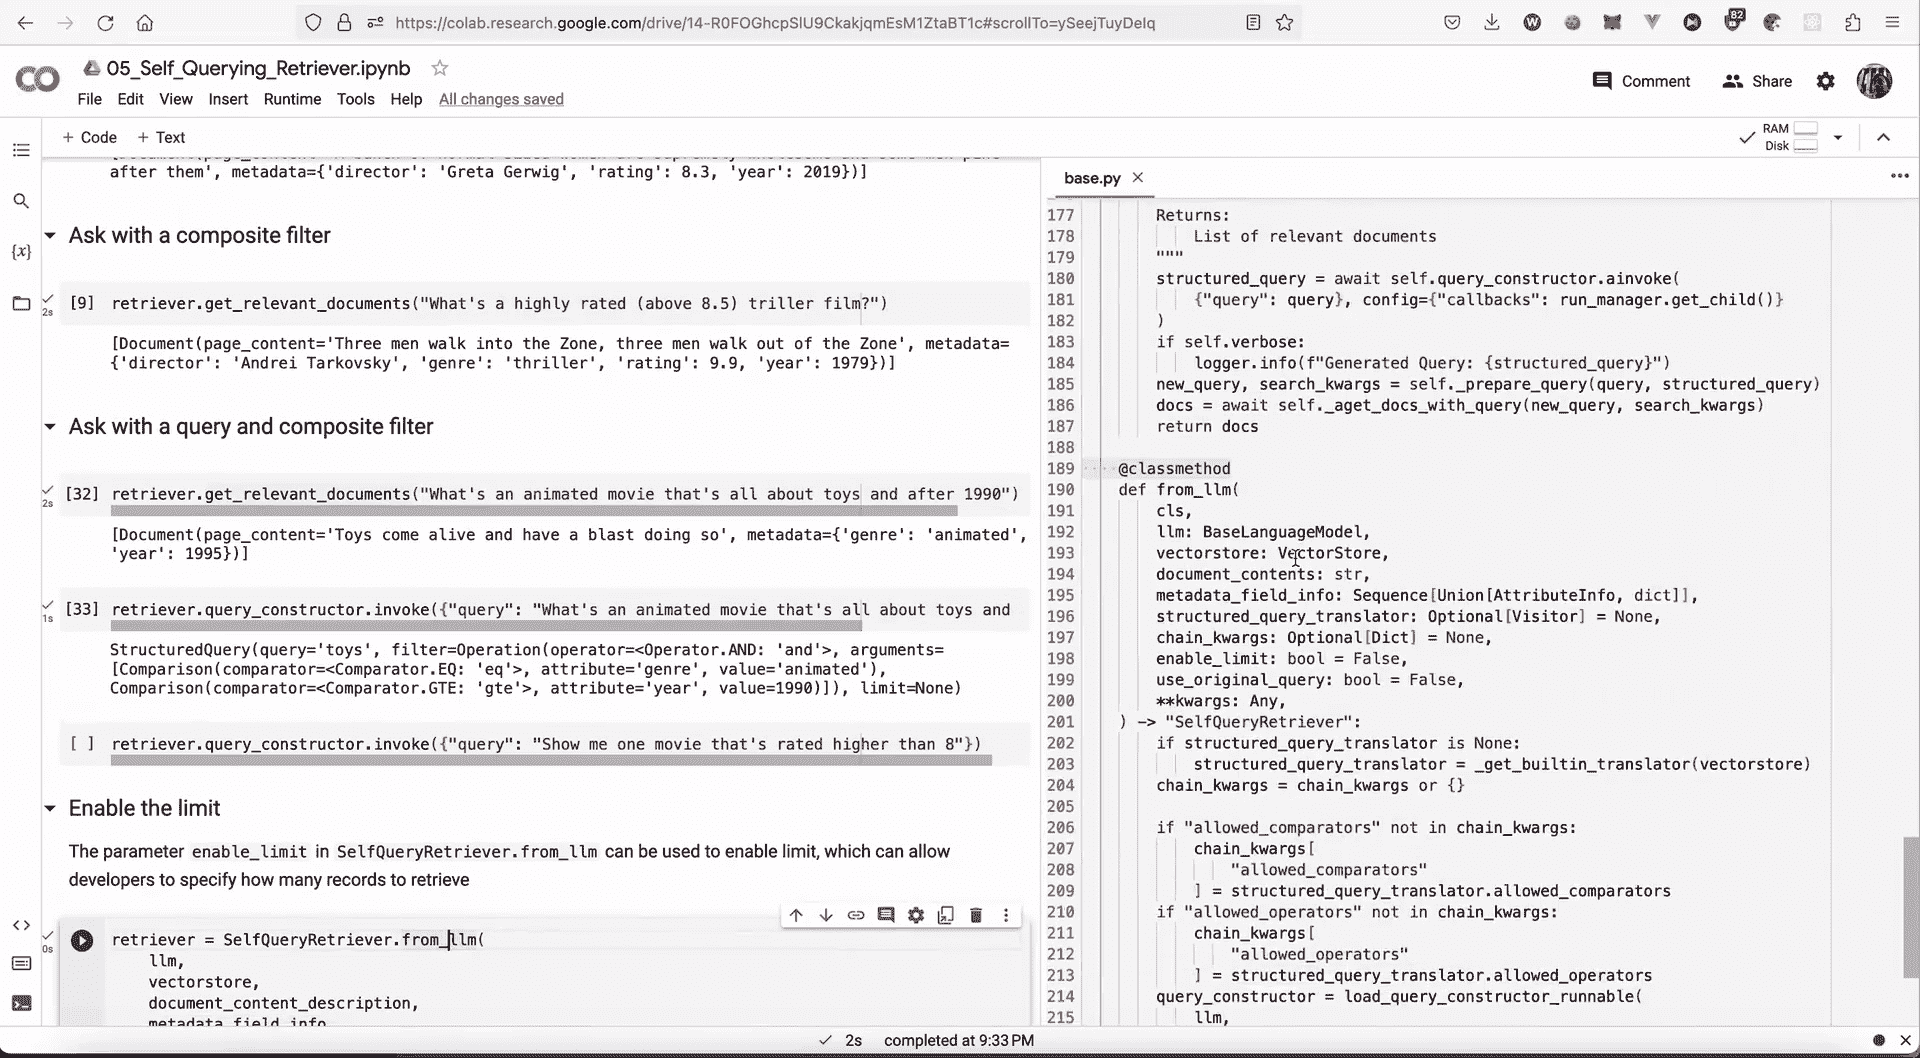 https://colab.research.google.com/drive/14-R0FOGhcpSlU9CkakjqmEsM1ZtaBT1c#scrollTo=ySeejTuyDeIq
82
05_Self_Querying_Retriever.ipynb
File Edit View Insert Runtime Tools Help All changes saved
Comment Share
+ Code + Text
RAM
Disk
after them', metadata={'director': 'Greta Gerwig', 'rating': 8.3, 'year': 2019})]
Ask with a composite filter
[9] retriever.get_relevant_documents("What's a highly rated (above 8.5) triller film?")
2s
[Document(page_content='Three men walk into the Zone, three men walk out of the Zone', metadata=
{'director': 'Andrei Tarkovsky', 'genre': 'thriller', 'rating': 9.9, 'year': 1979})]
Ask with a query and composite filter
[32] retriever.get_relevant_documents("What's an animated movie that's all about toys and after 1990")
2s
[Document(page_content='Toys come alive and have a blast doing so', metadata={'genre': 'animated',
'year': 1995})]
[33] retriever.query_constructor.invoke({"query": "What's an animated movie that's all about toys and
1s
StructuredQuery(query='toys', filter=Operation(operator=<Operator.AND: 'and'>, arguments=
[Comparison(comparator=<Comparator.EQ: 'eq'>, attribute='genre', value='animated'),
Comparison(comparator=<Comparator.GTE: 'gte'>, attribute='year', value=1990)]), limit=None)
[ ] retriever.query_constructor.invoke({"query": "Show me one movie that's rated higher than 8"})
Enable the limit
The parameter enable_limit in SelfQueryRetriever.from_llm can be used to enable limit, which can allow
developers to specify how many records to retrieve
0s
retriever = SelfQueryRetriever.from_llm(
llm,
vectorstore,
document_content_description,
metadata_field_info
base.py
177 Returns:
178 List of relevant documents
179 """
180 structured_query = await self.query_constructor.ainvoke(
181 {"query": query}, config={"callbacks": run_manager.get_child()}
182 )
183 if self.verbose:
184 logger.info(f"Generated Query: {structured_query}")
185 new_query, search_kwargs = self._prepare_query(query, structured_query)
186 docs = await self._aget_docs_with_query(new_query, search_kwargs)
187 return docs
188
189 @classmethod
190 def from_llm(
191 cls,
192 llm: BaseLanguageModel,
193 vectorstore: VectorStore,
194 document_contents: str,
195 metadata_field_info: Sequence[Union[AttributeInfo, dict]],
196 structured_query_translator: Optional[Visitor] = None,
197 chain_kwargs: Optional[Dict] = None,
198 enable_limit: bool = False,
199 use_original_query: bool = False,
200 **kwargs: Any,
201 ) -> "SelfQueryRetriever":
202 if structured_query_translator is None:
203 structured_query_translator = _get_builtin_translator(vectorstore)
204 chain_kwargs = chain_kwargs or {}
205
206 if "allowed_comparators" not in chain_kwargs:
207 chain_kwargs[
208 "allowed_comparators"
209 ] = structured_query_translator.allowed_comparators
210 if "allowed_operators" not in chain_kwargs:
211 chain_kwargs[
212 "allowed_operators"
213 ] = structured_query_translator.allowed_operators
214 query_constructor = load_query_constructor_runnable(
215 llm,
2s completed at 9:33 PM